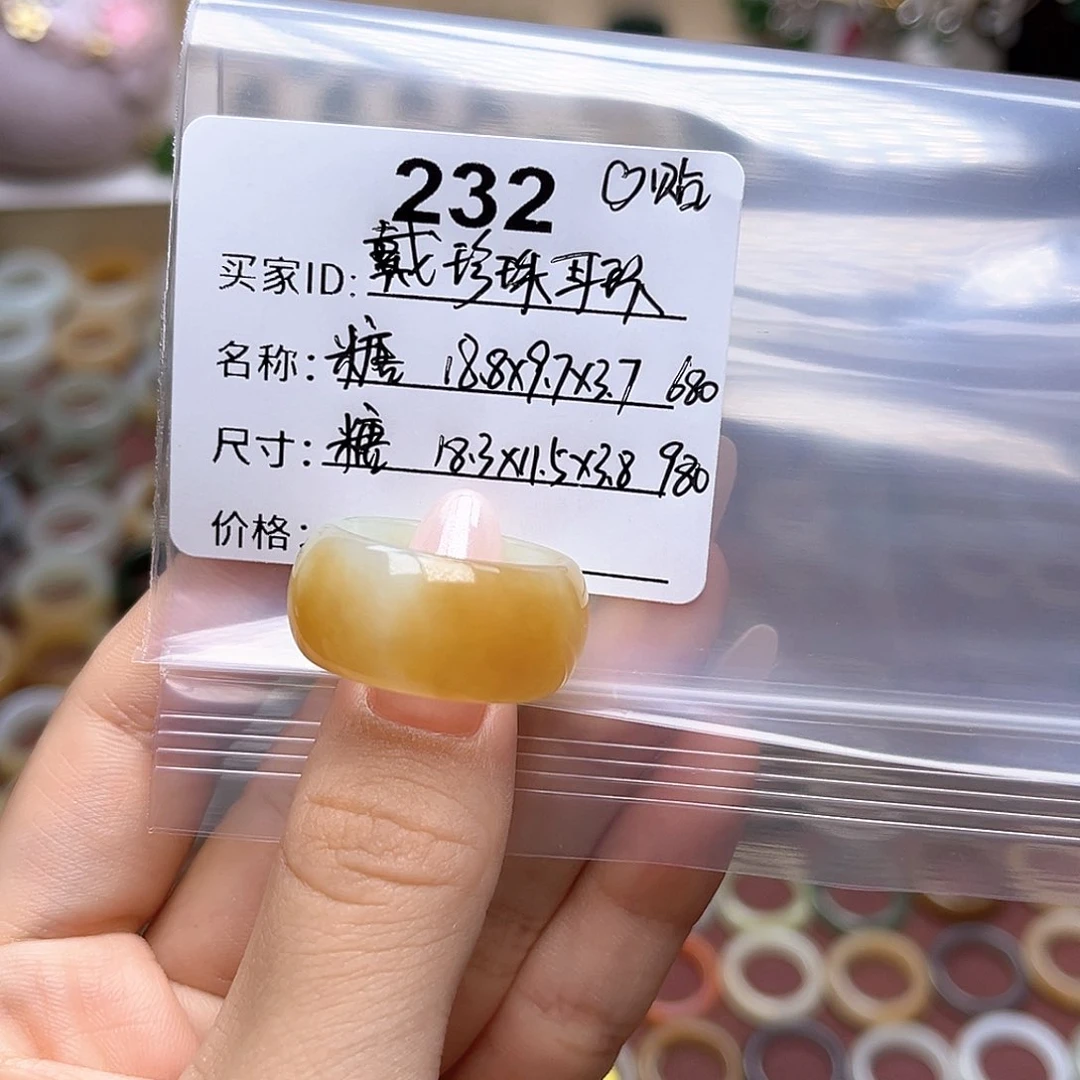 232 ♡贴
买家ID: 戴珍珠耳环
名称: 糖 18.8x9.7x3.7 680
尺寸: 糖 18.3x11.5x3.8 980
价格: